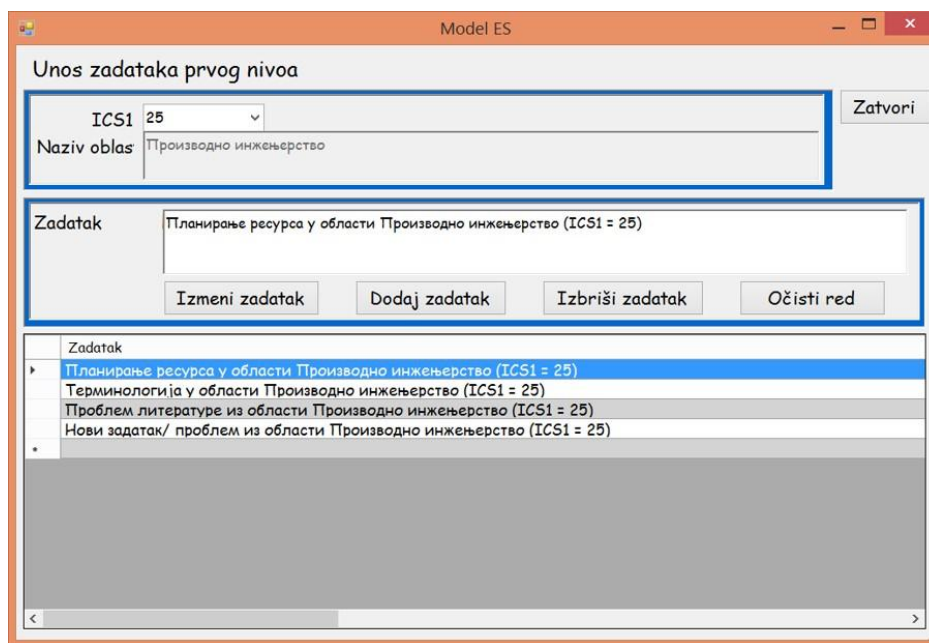 Model ES
Unos zadataka prvog nivoa
Zatvori
ICS1 25
Naziv oblas Производно инжењерство
Zadatak Планирање ресурса у области Производно инжењерство (ICS1 = 25)
Izmeni zadatak Dodaj zadatak Izbriši zadatak Očisti red
Zadatak
Планирање ресурса у области Производно инжењерство (ICS1 = 25)
Терминологија у области Производно инжењерство (ICS1 = 25)
Проблем литературе из области Производно инжењерство (ICS1 = 25)
Нови задатак/ проблем из области Производно инжењерство (ICS1 = 25)